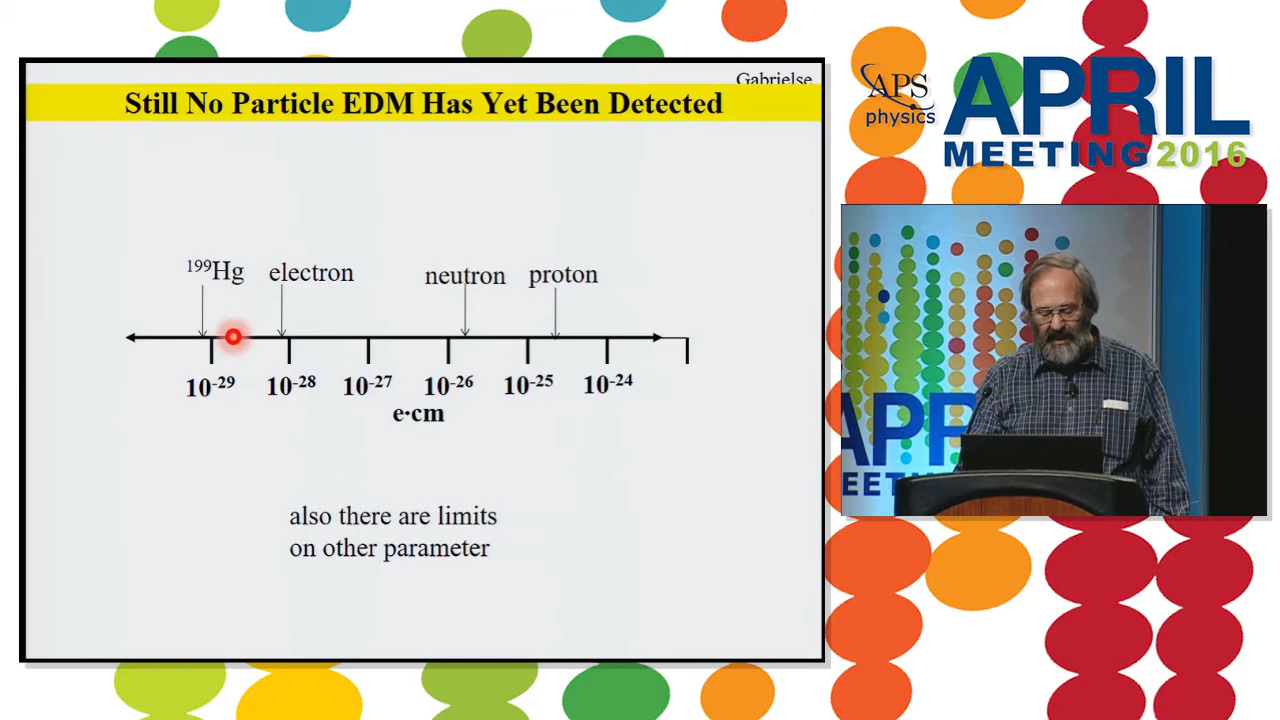 Gabrielse
Still No Particle EDM Has Yet Been Detected
¹⁹⁹Hg electron neutron proton
10⁻²⁹ 10⁻²⁸ 10⁻²⁷ 10⁻²⁶ 10⁻²⁵ 10⁻²⁴
e·cm
also there are limits
on other parameter
APS
physics
APRIL
MEETING 2016
APR
EETI